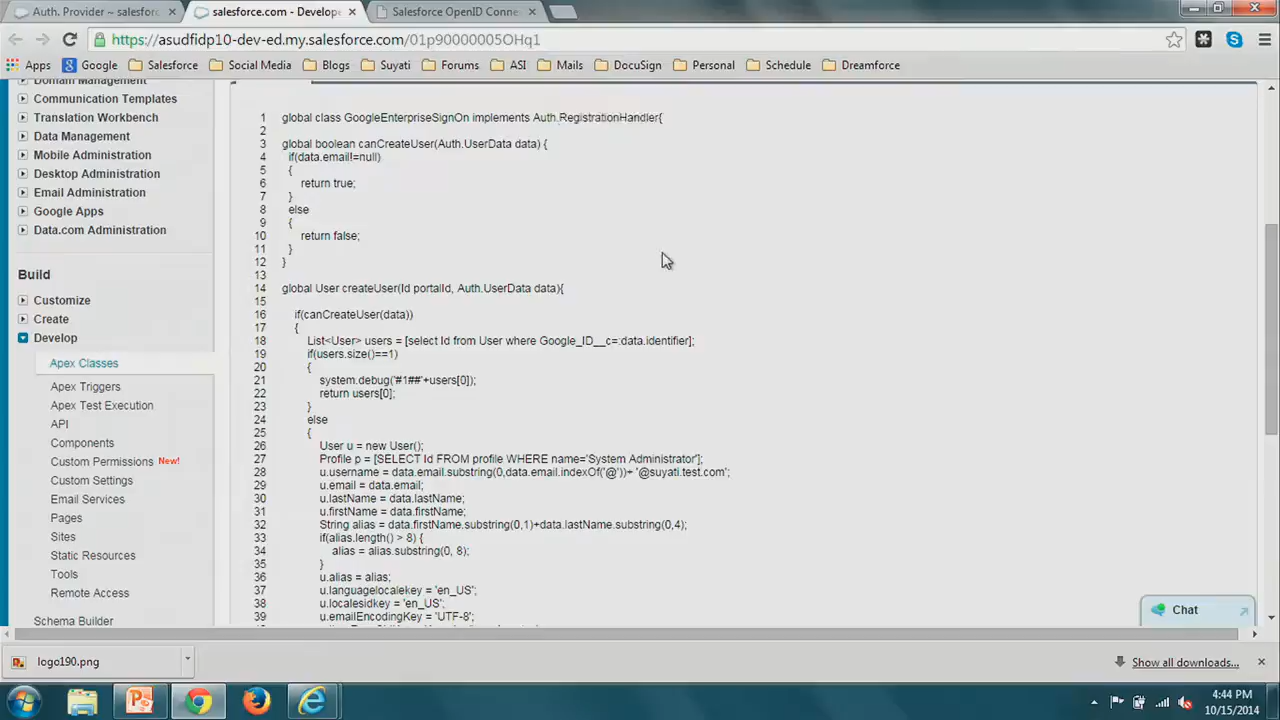 Auth. Provider ~ salesforc
salesforce.com - Develope
Salesforce OpenID Conne
https://asudfidp10-dev-ed.my.salesforce.com/01p90000005OHq1
Apps
Google
Salesforce
Social Media
Blogs
Suyati
Forums
ASI
Mails
DocuSign
Personal
Schedule
Dreamforce
Domain Management
Communication Templates
Translation Workbench
Data Management
Mobile Administration
Desktop Administration
Email Administration
Google Apps
Data.com Administration
Build
Customize
Create
Develop
Apex Classes
Apex Triggers
Apex Test Execution
API
Components
Custom Permissions New!
Custom Settings
Email Services
Pages
Sites
Static Resources
Tools
Remote Access
Schema Builder
1 global class GoogleEnterpriseSignOn implements Auth.RegistrationHandler{
2
3 global boolean canCreateUser(Auth.UserData data) {
4 if(data.email!=null)
5 {
6 return true;
7 }
8 else
9 {
10 return false;
11 }
12 }
13
14 global User createUser(Id portalId, Auth.UserData data){
15
16 if(canCreateUser(data))
17 {
18 List<User> users = [select Id from User where Google_ID__c=:data.identifier];
19 if(users.size()==1)
20 {
21 system.debug('#1##'+users[0]);
22 return users[0];
23 }
24 else
25 {
26 User u = new User();
27 Profile p = [SELECT Id FROM profile WHERE name='System Administrator'];
28 u.username = data.email.substring(0,data.email.indexOf('@'))+ '@suyati.test.com';
29 u.email = data.email;
30 u.lastName = data.lastName;
31 u.firstName = data.firstName;
32 String alias = data.firstName.substring(0,1)+data.lastName.substring(0,4);
33 if(alias.length() > 8) {
34 alias = alias.substring(0, 8);
35 }
36 u.alias = alias;
37 u.languagelocalekey = 'en_US';
38 u.localesidkey = 'en_US';
39 u.emailEncodingKey = 'UTF-8';
Chat
logo190.png
Show all downloads...
4:44 PM
10/15/2014